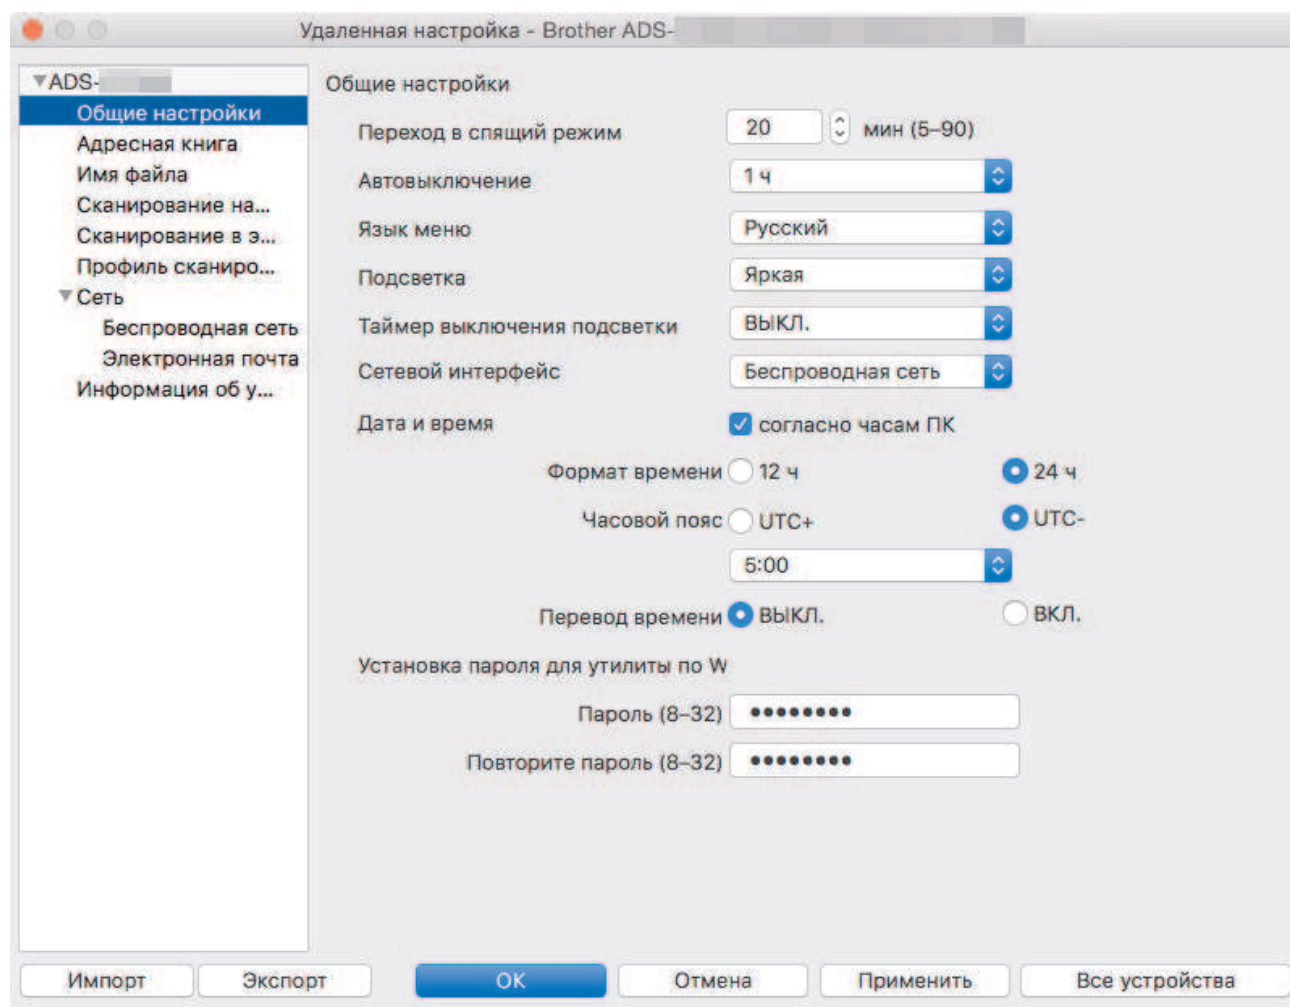 Удаленная настройка - Brother ADS-
ADS-
Общие настройки
Адресная книга
Имя файла
Сканирование на...
Сканирование в э...
Профиль сканиро...
Сеть
Беспроводная сеть
Электронная почта
Информация об у...
Общие настройки
Переход в спящий режим 20 мин (5–90)
Автовыключение 1 ч
Язык меню Русский
Подсветка Яркая
Таймер выключения подсветки ВЫКЛ.
Сетевой интерфейс Беспроводная сеть
Дата и время согласно часам ПК
Формат времени 12 ч 24 ч
Часовой пояс UTC+ UTC-
5:00
Перевод времени ВЫКЛ. ВКЛ.
Установка пароля для утилиты по W
Пароль (8–32) ••••••••
Повторите пароль (8–32) ••••••••
Импорт Экспорт OK Отмена Применить Все устройства